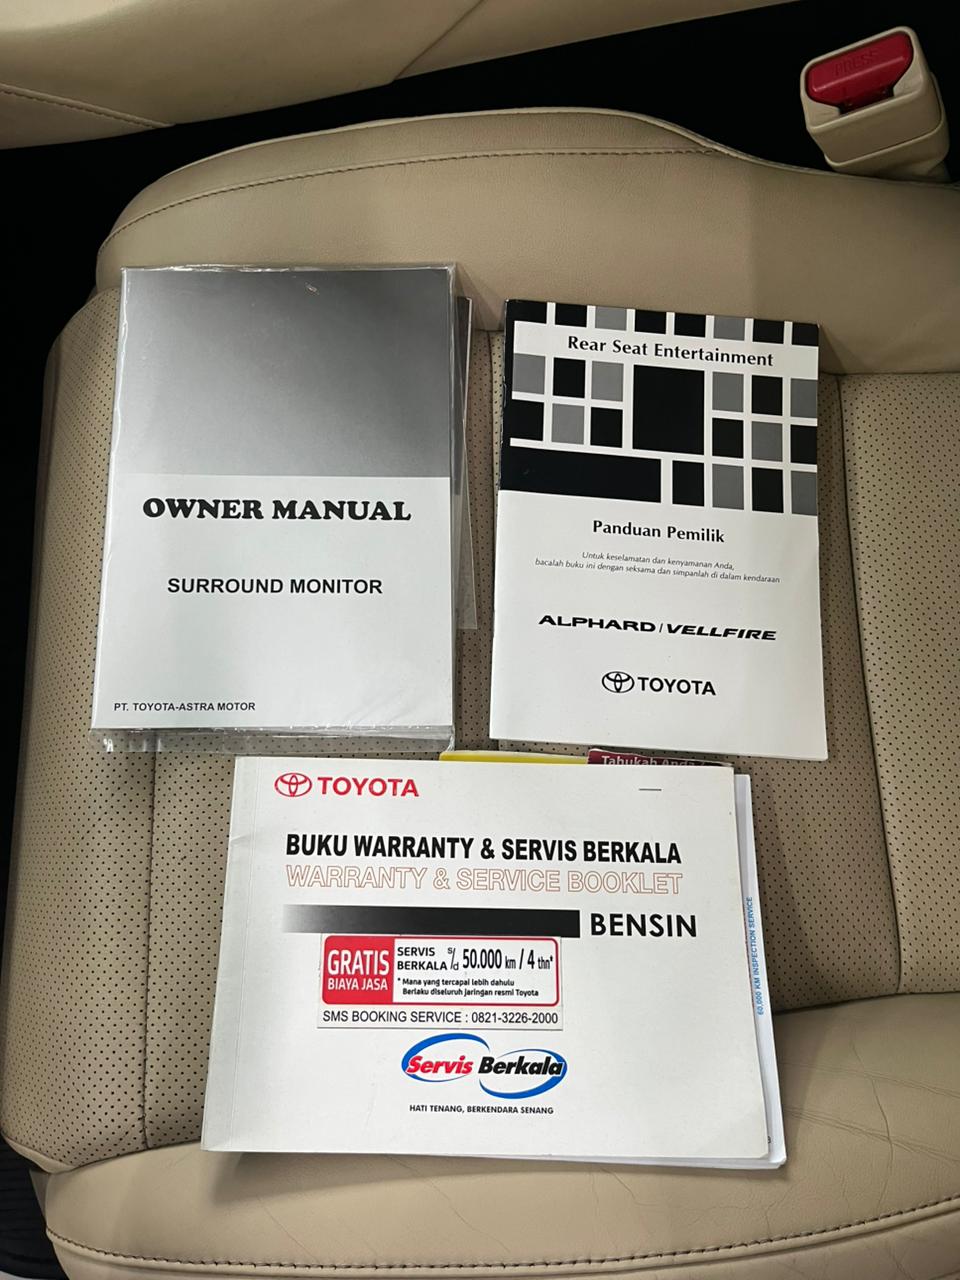 PRESS
OWNER MANUAL
SURROUND MONITOR
PT. TOYOTA-ASTRA MOTOR
Rear Seat Entertainment
Panduan Pemilik
Untuk keselamatan dan kenyamanan Anda,
bacalah buku ini dengan seksama dan simpanlah di dalam kendaraan
ALPHARD / VELLFIRE
TOYOTA
Tahukah Anda
TOYOTA
BUKU WARRANTY & SERVIS BERKALA
WARRANTY & SERVICE BOOKLET
BENSIN
GRATIS
BIAYA JASA
SERVIS
BERKALA s/d 50.000 km / 4 thn*
* Mana yang tercapai lebih dahulu
Berlaku diseluruh jaringan resmi Toyota
SMS BOOKING SERVICE : 0821-3226-2000
Servis Berkala
HATI TENANG, BERKENDARA SENANG
60,000 KM INSPECTION SERVICE